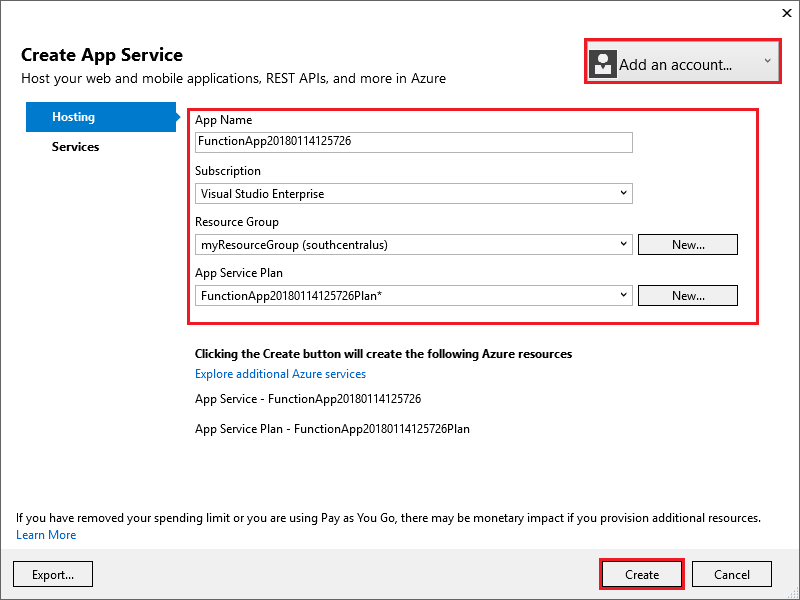 Create App Service
Host your web and mobile applications, REST APIs, and more in Azure
Add an account...
Hosting
Services
App Name
FunctionApp20180114125726
Subscription
Visual Studio Enterprise
Resource Group
myResourceGroup (southcentralus)
New...
App Service Plan
FunctionApp20180114125726Plan*
New...
Clicking the Create button will create the following Azure resources
Explore additional Azure services
App Service - FunctionApp20180114125726
App Service Plan - FunctionApp20180114125726Plan
If you have removed your spending limit or you are using Pay as You Go, there may be monetary impact if you provision additional resources.
Learn More
Export...
Create
Cancel